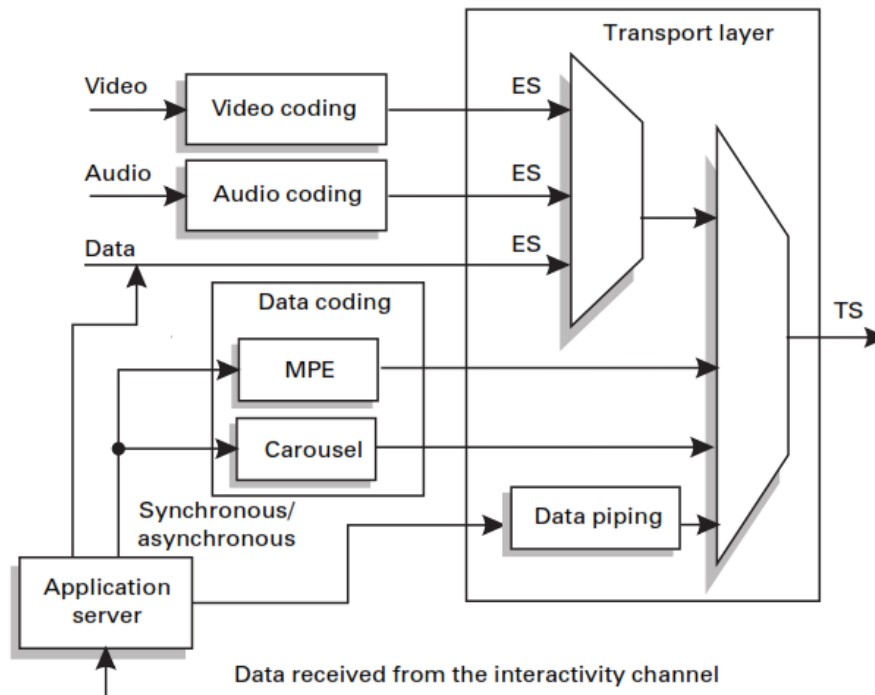 Transport layer
Video
Video coding
ES
Audio
Audio coding
ES
Data
ES
Data coding
MPE
Carousel
TS
Synchronous/
asynchronous
Data piping
Application
server
Data received from the interactivity channel